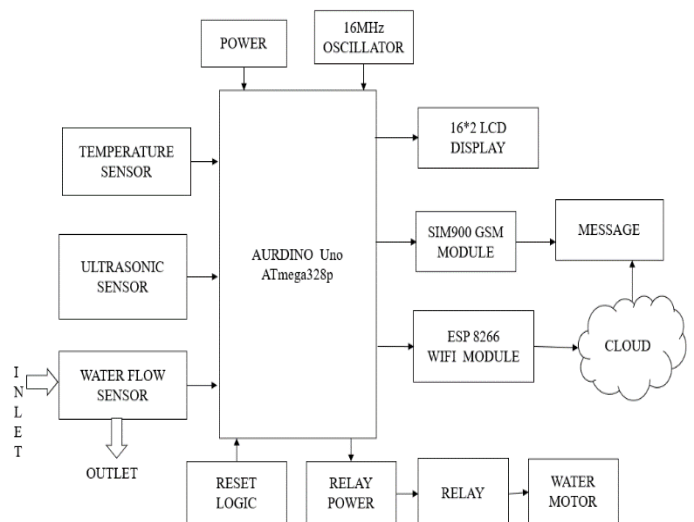 POWER
16MHz
OSCILLATOR
TEMPERATURE
SENSOR
16*2 LCD
DISPLAY
AURDINO Uno
ATmega328p
SIM900 GSM
MODULE
MESSAGE
ULTRASONIC
SENSOR
ESP 8266
WIFI MODULE
CLOUD
INLET
WATER FLOW
SENSOR
OUTLET
RESET
LOGIC
RELAY
POWER
RELAY
WATER
MOTOR